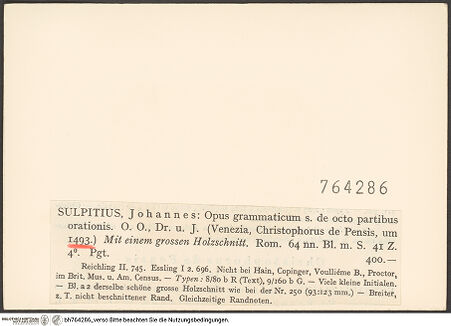 764286
SULPITIUS, Johannes: Opus grammaticum s. de octo partibus
orationis. O. O., Dr. u. J. (Venezia, Christophorus de Pensis, um
1493.) Mit einem grossen Holzschnitt. Rom. 64 nn. Bl. m. S. 41 Z.
4°. Pgt. 400.—
Reichling II. 745. Essling I 2. 696. Nicht bei Hain, Copinger, Voulliéme B., Proctor,
im Brit. Mus. u. Am. Census. — Typen: 8/80 b R (Text), 9/160 b G. — Viele kleine Initialen.
— Bl. a 2 derselbe schöne grosse Holzschnitt wie bei der Nr. 250 (93:123 mm.) — Breiter,
z. T. nicht beschnittener Rand, Gleichzeitige Randnoten.
bh764286_verso Bitte beachten Sie die Nutzungsbedingungen.